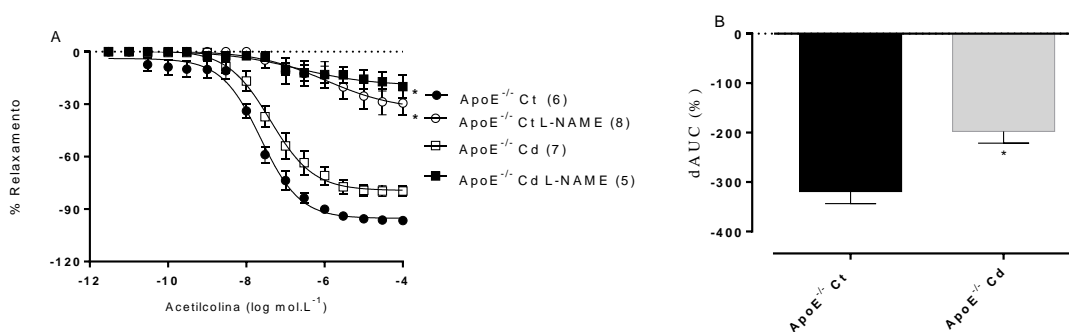 A
% Relaxamento
0
-30
-60
-90
-120
-12
-10
-8
-6
-4
Acetilcolina (log mol.L⁻¹)
*
*
ApoE⁻/⁻ Ct (6)
ApoE⁻/⁻ Ct L-NAME (8)
ApoE⁻/⁻ Cd (7)
ApoE⁻/⁻ Cd L-NAME (5)
B
dAUC (%)
0
-100
-200
-300
-400
*
ApoE⁻/⁻ Ct
ApoE⁻/⁻ Cd